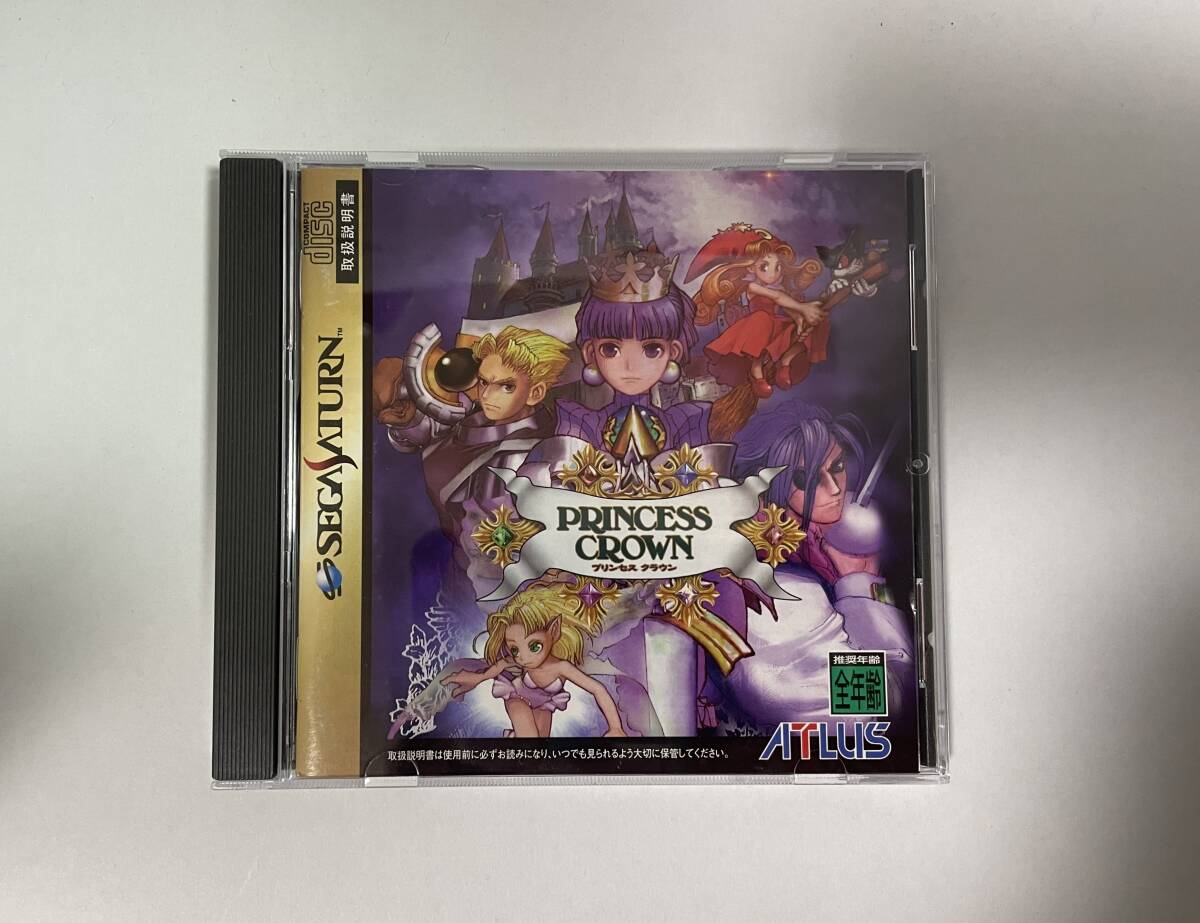 COMPACT
disc
取扱説明書
SEGA SATURN™
PRINCESS
CROWN
プリンセス クラウン
推奨年齢
全年齢
ATLUS
取扱説明書は使用前に必ずお読みになり、いつでも見られるよう大切に保管してください。